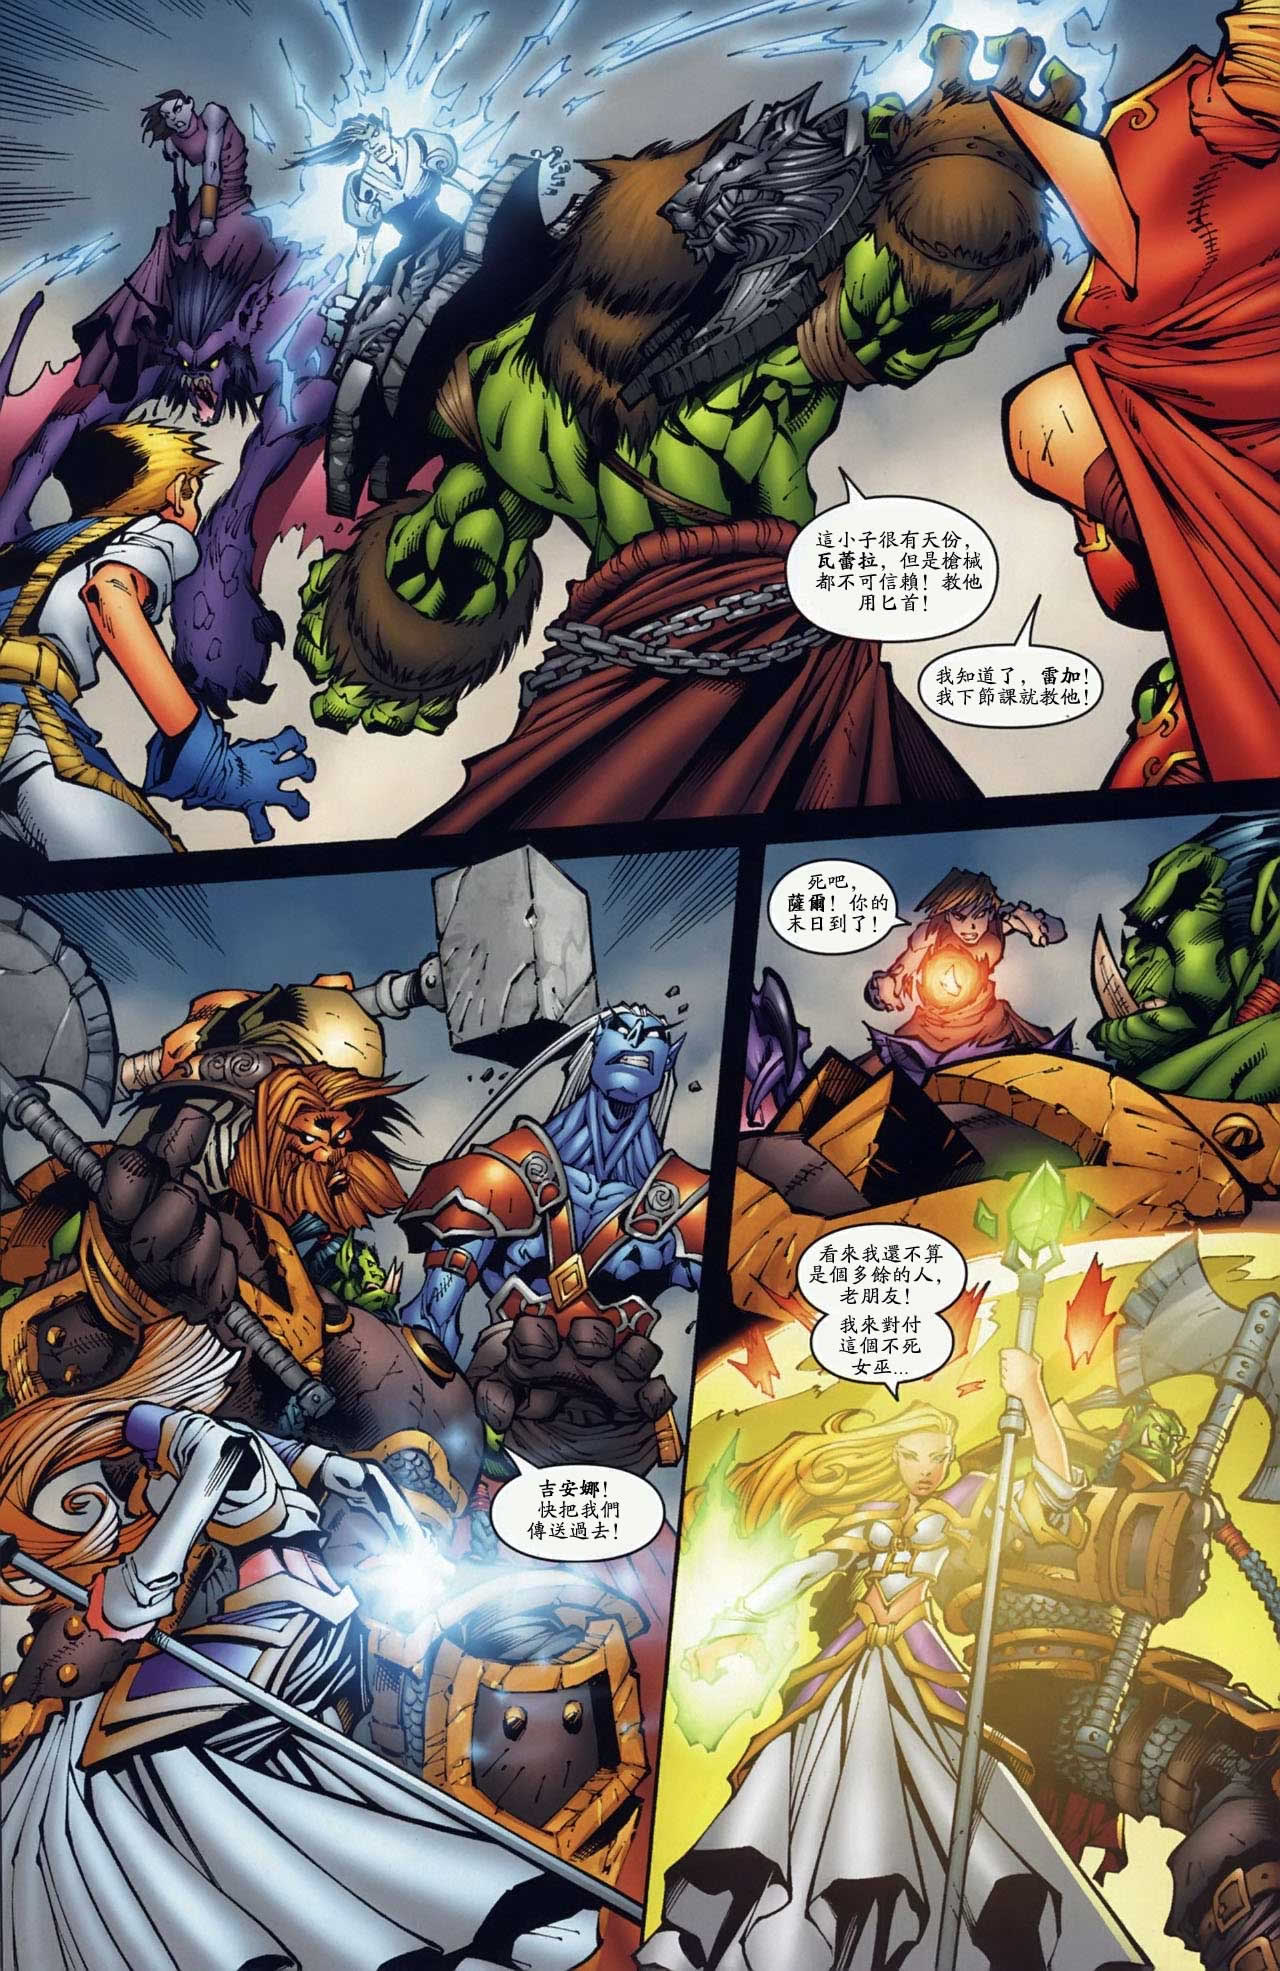 這小子很有天份，
瓦蕾拉，但是槍械
都不可信賴！教他
用匕首！
我知道了，雷加！
我下節課就教他！
死吧，
薩爾！你的
末日到了！
吉安娜！
快把我們
傳送過去！
看來我還不算
是個多餘的人，
老朋友！
我來對付
這個不死
女巫…